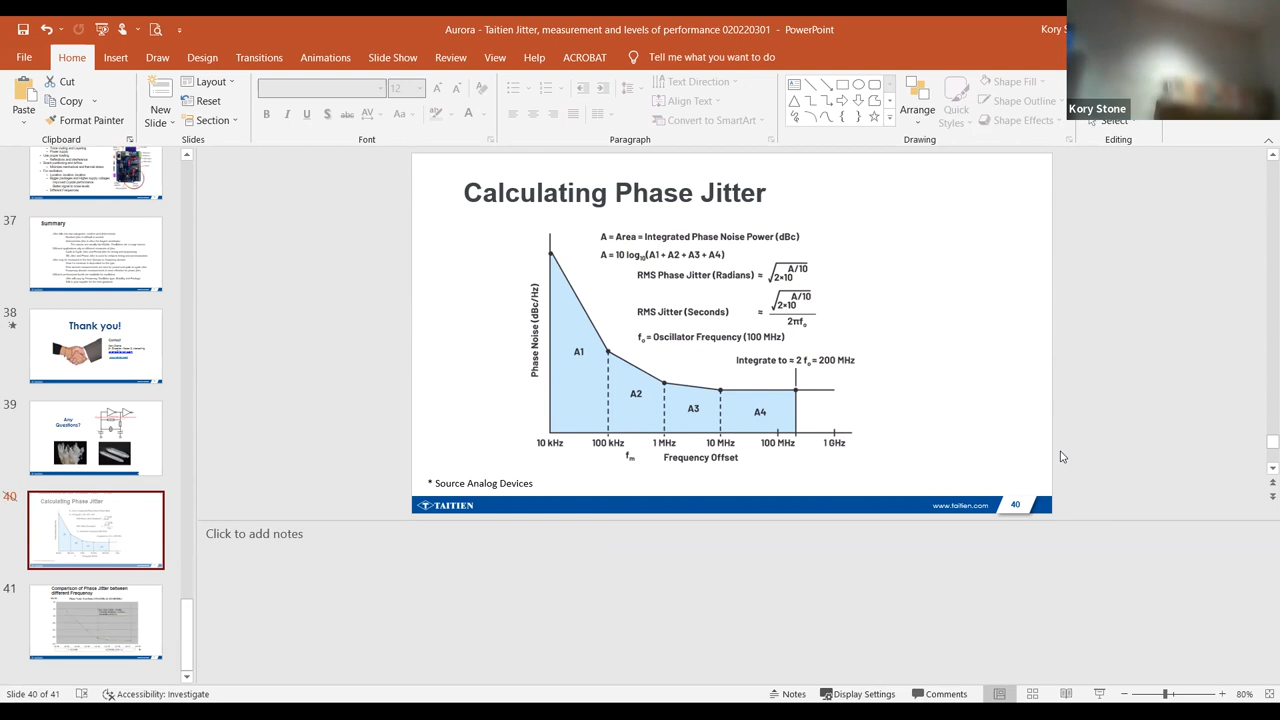 Aurora - Taitien Jitter, measurement and levels of performance 020220301 - PowerPoint
Kory S
File Home Insert Draw Design Transitions Animations Slide Show Review View Help ACROBAT Tell me what you want to do
Paste
Cut
Copy
Format Painter
Clipboard
New
Slide
Layout
Reset
Section
Slides
12
B I U S abc AV Aa A
Font
Text Direction
Align Text
Convert to SmartArt
Paragraph
Arrange
Quick
Styles
Shape Fill
Shape Outline
Shape Effects
Drawing
Select
Editing
Kory Stone
37
Summary
38
Thank you!
39
Any
Questions?
40
Calculating Phase Jitter
41
Comparison of Phase Jitter between
different Frequency
Calculating Phase Jitter
A = Area = Integrated Phase Noise Power (dBc)
A = 10 log10(A1 + A2 + A3 + A4)
RMS Phase Jitter (Radians) ≈ √2×10 A/10
RMS Jitter (Seconds) ≈ √2×10 A/10
2πfo
fo = Oscillator Frequency (100 MHz)
Integrate to ≈ 2 fo = 200 MHz
Phase Noise (dBc/Hz)
A1
A2
A3
A4
10 kHz 100 kHz 1 MHz 10 MHz 100 MHz 1 GHz
fm Frequency Offset
* Source Analog Devices
TAITIEN
www.taitien.com
40
Click to add notes
Slide 40 of 41 Accessibility: Investigate Notes Display Settings Comments 80%